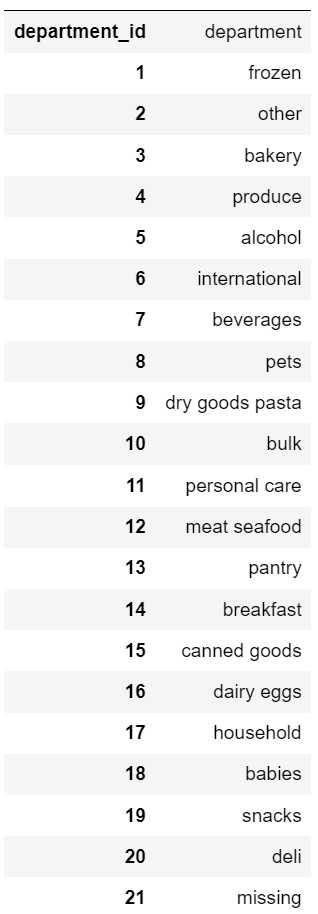 department_id department
1 frozen
2 other
3 bakery
4 produce
5 alcohol
6 international
7 beverages
8 pets
9 dry goods pasta
10 bulk
11 personal care
12 meat seafood
13 pantry
14 breakfast
15 canned goods
16 dairy eggs
17 household
18 babies
19 snacks
20 deli
21 missing